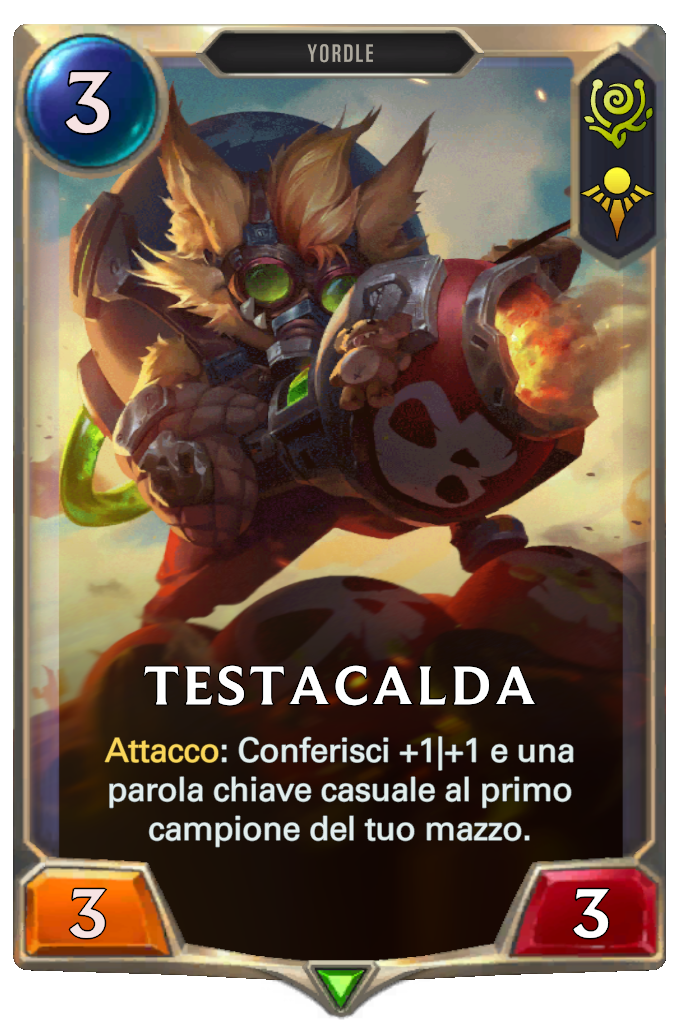 YORDLE
3
TESTACALDA
Attacco: Conferisci +1|+1 e una
parola chiave casuale al primo
campione del tuo mazzo.
3
3